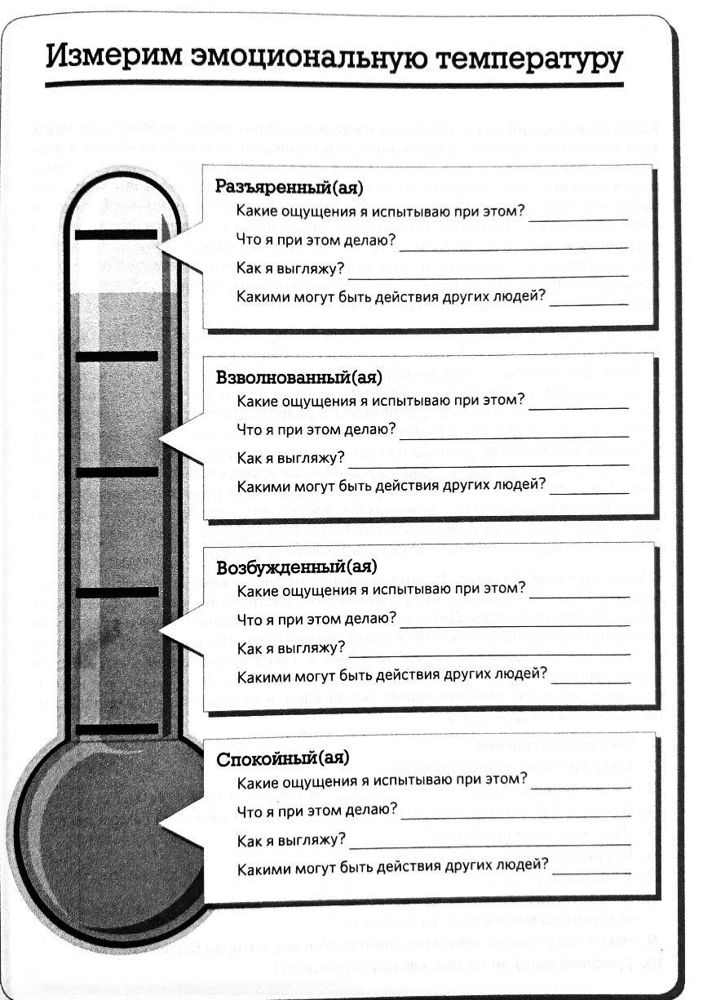 Измерим эмоциональную температуру
Разъяренный(ая)
Какие ощущения я испытываю при этом?
Что я при этом делаю?
Как я выгляжу?
Какими могут быть действия других людей?
Взволнованный(ая)
Какие ощущения я испытываю при этом?
Что я при этом делаю?
Как я выгляжу?
Какими могут быть действия других людей?
Возбужденный(ая)
Какие ощущения я испытываю при этом?
Что я при этом делаю?
Как я выгляжу?
Какими могут быть действия других людей?
Спокойный(ая)
Какие ощущения я испытываю при этом?
Что я при этом делаю?
Как я выгляжу?
Какими могут быть действия других людей?